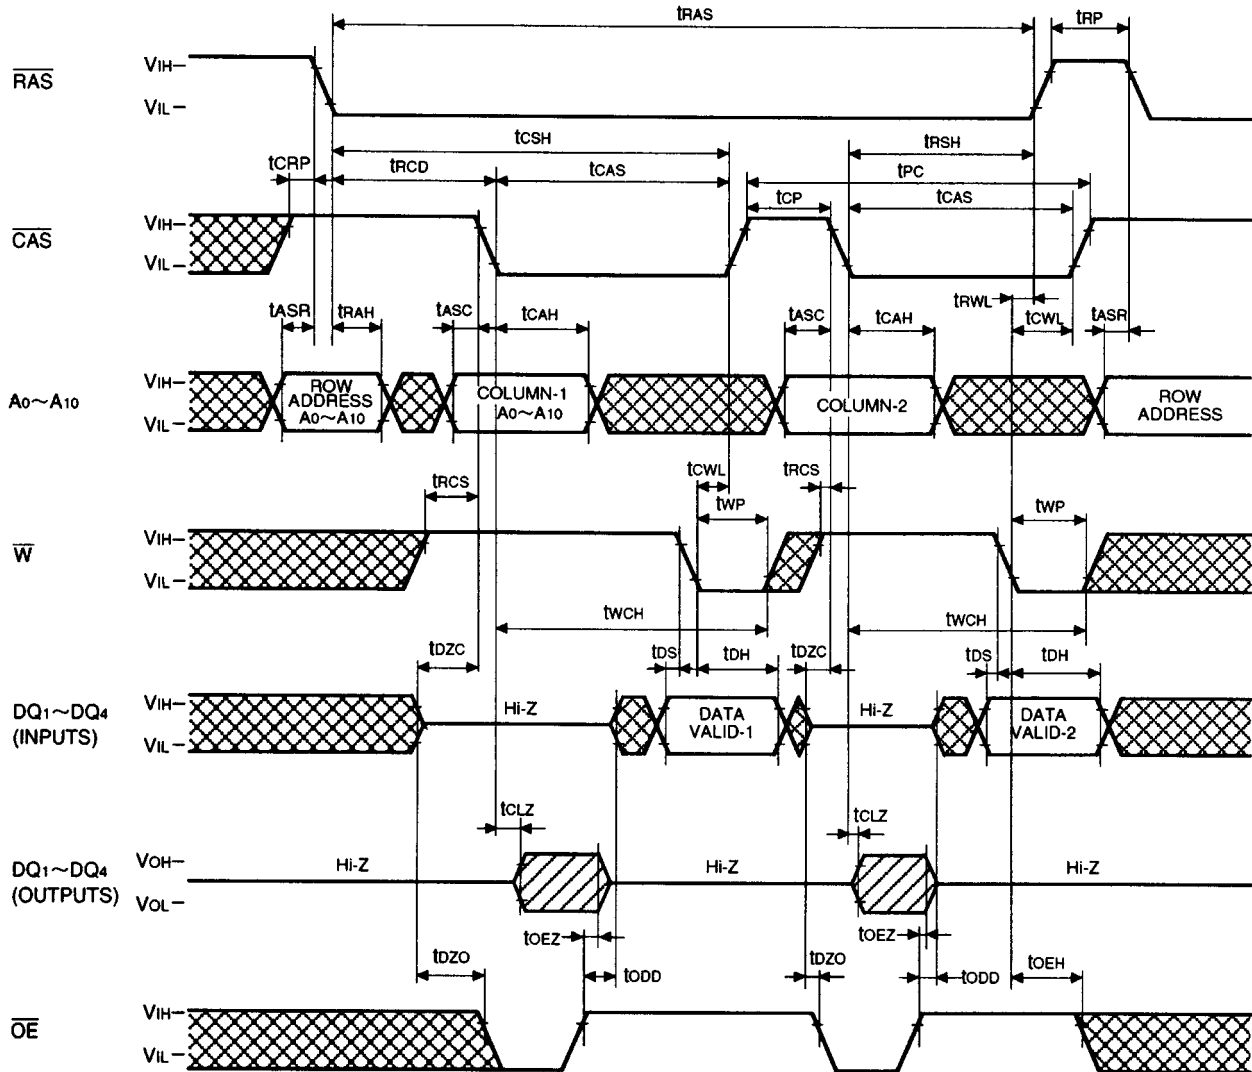 tRAS
tRP
RAS
VIH
VIL
tCSH
tRSH
tCRP
tRCD
tCAS
tPC
tCP
tCAS
CAS
VIH
VIL
tRWL
tASR
tRAH
tASC
tCAH
tASC
tCAH
tCWL
tASR
A0~A10
VIH
VIL
ROW
ADDRESS
A0~A10
COLUMN-1
A0~A10
COLUMN-2
ROW
ADDRESS
tCWL
tRCS
tRCS
tWP
tWP
W
VIH
VIL
tWCH
tWCH
tDZC
tDS
tDH
tDZC
tDS
tDH
DQ1~DQ4
(INPUTS)
VIH
VIL
Hi-Z
DATA
VALID-1
Hi-Z
DATA
VALID-2
tCLZ
tCLZ
DQ1~DQ4
(OUTPUTS)
VOH
VOL
Hi-Z
Hi-Z
Hi-Z
tOEZ
tOEZ
tDZO
tODD
tDZO
tODD
tOEH
OE
VIH
VIL